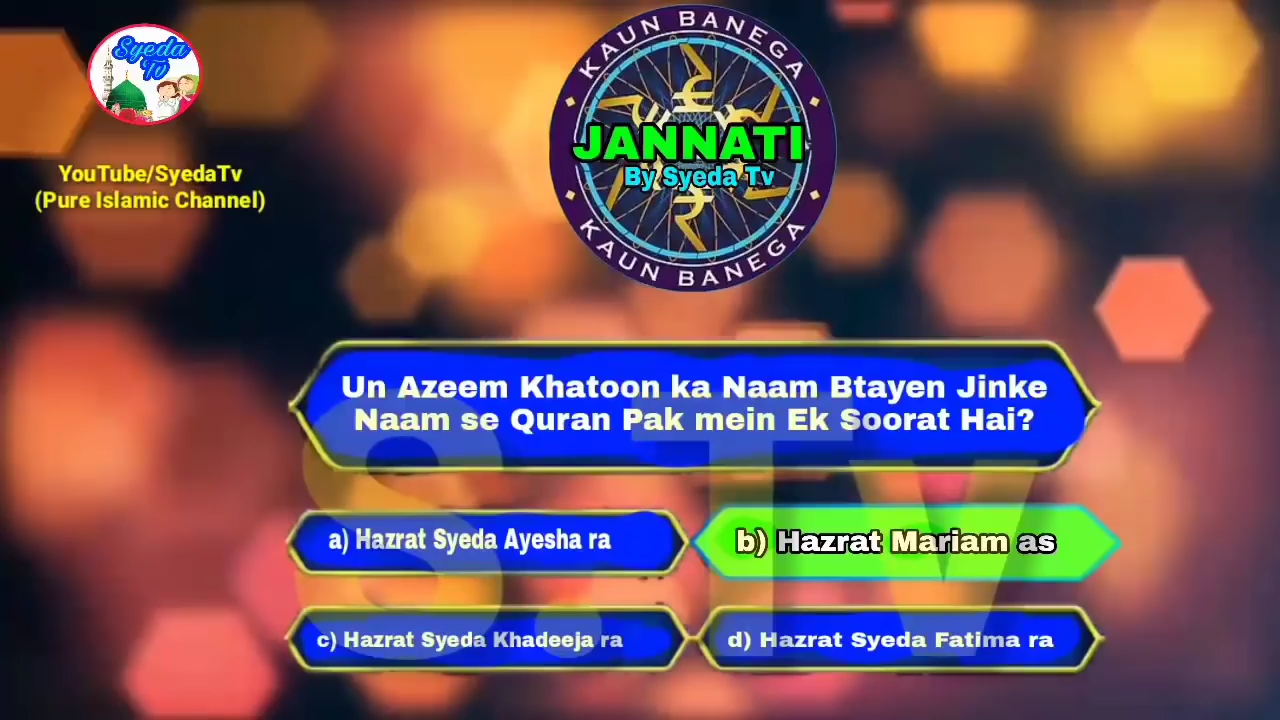 Syeda
Tv
YouTube/SyedaTv
(Pure Islamic Channel)
KAUN BANEGA
JANNATI
By Syeda Tv
KAUN BANEGA
Un Azeem Khatoon ka Naam Btayen Jinke
Naam se Quran Pak mein Ek Soorat Hai?
a) Hazrat Syeda Ayesha ra
b) Hazrat Mariam as
c) Hazrat Syeda Khadeeja ra
d) Hazrat Syeda Fatima ra
S.Tv